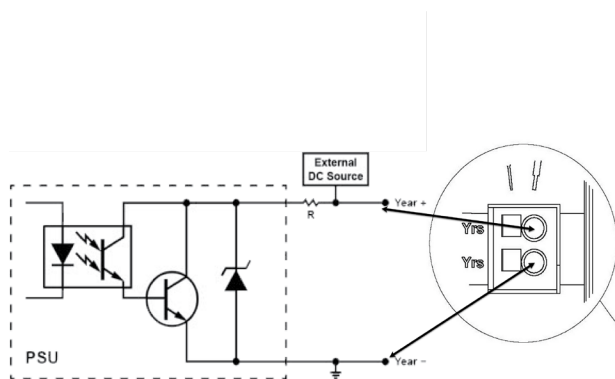 External
DC Source
R
Year +
Yrs
Yrs
PSU
Year −